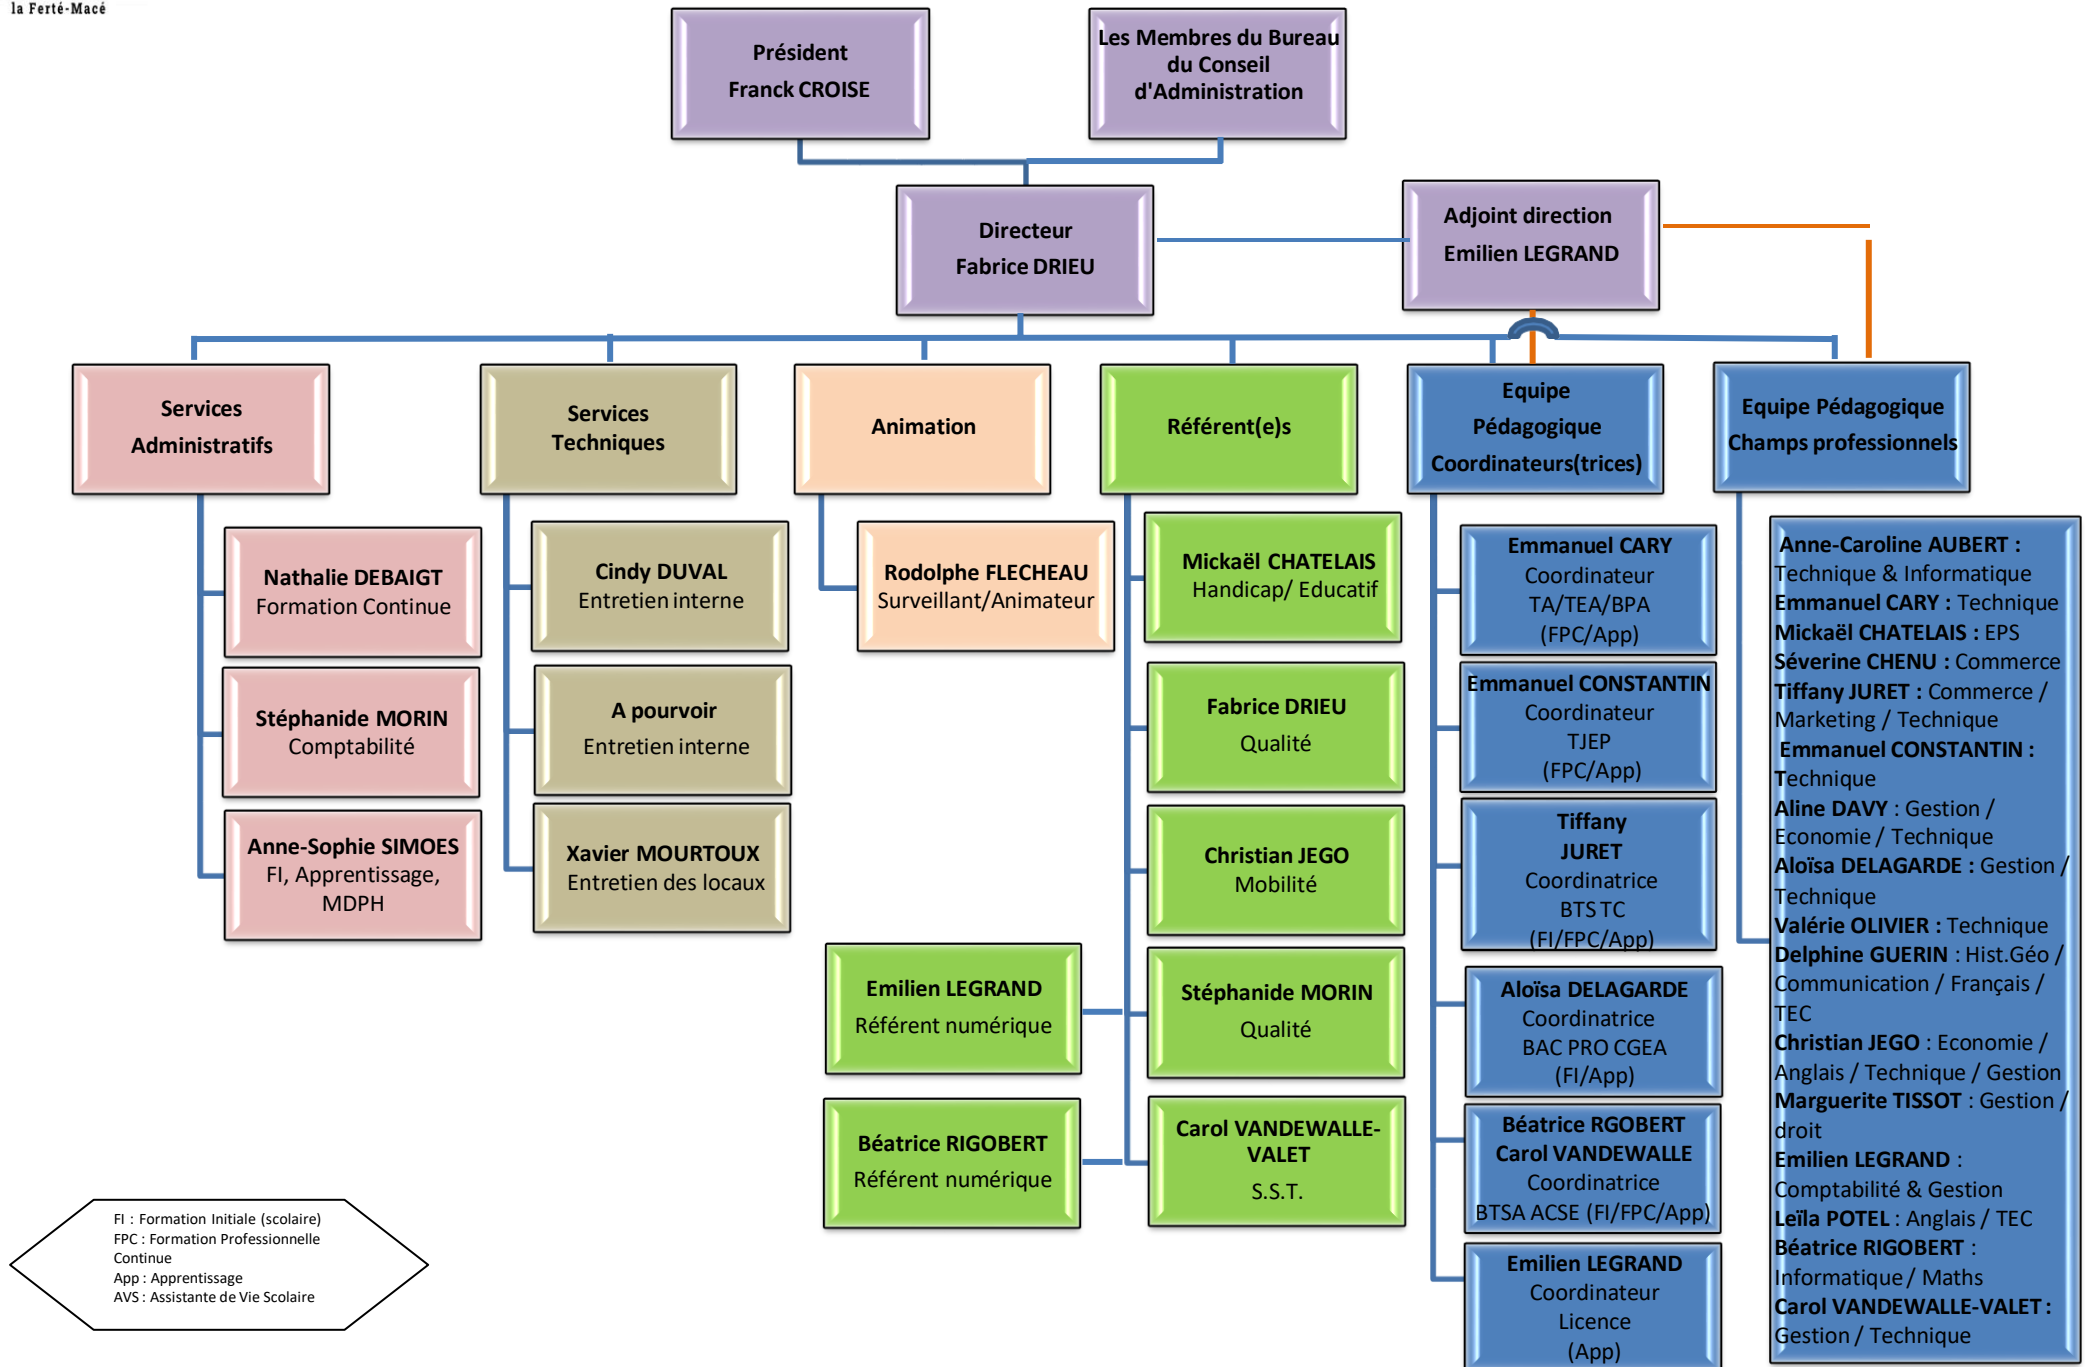 la Ferté-Macé
Président
Franck CROISE
Les Membres du Bureau
du Conseil
d'Administration
Directeur
Fabrice DRIEU
Adjoint direction
Emilien LEGRAND
Services
Administratifs
Services
Techniques
Animation
Référent(e)s
Equipe
Pédagogique
Coordinateurs(trices)
Equipe Pédagogique
Champs professionnels
Nathalie DEBAIGT
Formation Continue
Stéphanide MORIN
Comptabilité
Anne-Sophie SIMOES
FI, Apprentissage,
MDPH
Cindy DUVAL
Entretien interne
A pourvoir
Entretien interne
Xavier MOURTOUX
Entretien des locaux
Rodolphe FLECHEAU
Surveillant/Animateur
Mickaël CHATELAIS
Handicap/ Educatif
Fabrice DRIEU
Qualité
Christian JEGO
Mobilité
Emilien LEGRAND
Référent numérique
Stéphanide MORIN
Qualité
Béatrice RIGOBERT
Référent numérique
Carol VANDEWALLE-
VALET
S.S.T.
Emmanuel CARY
Coordinateur
TA/TEA/BPA
(FPC/App)
Emmanuel CONSTANTIN
Coordinateur
TJEP
(FPC/App)
Tiffany
JURET
Coordinatrice
BTS TC
(FI/FPC/App)
Aloïsa DELAGARDE
Coordinatrice
BAC PRO CGEA
(FI/App)
Béatrice RGOBERT
Carol VANDEWALLE
Coordinatrice
BTSA ACSE (FI/FPC/App)
Emilien LEGRAND
Coordinateur
Licence
(App)
Anne-Caroline AUBERT :
Technique & Informatique
Emmanuel CARY : Technique
Mickaël CHATELAIS : EPS
Séverine CHENU : Commerce
Tiffany JURET : Commerce /
Marketing / Technique
Emmanuel CONSTANTIN :
Technique
Aline DAVY : Gestion /
Economie / Technique
Aloïsa DELAGARDE : Gestion /
Technique
Valérie OLIVIER : Technique
Delphine GUERIN : Hist.Géo /
Communication / Français /
TEC
Christian JEGO : Economie /
Anglais / Technique / Gestion
Marguerite TISSOT : Gestion /
droit
Emilien LEGRAND :
Comptabilité & Gestion
Leïla POTEL : Anglais / TEC
Béatrice RIGOBERT :
Informatique / Maths
Carol VANDEWALLE-VALET :
Gestion / Technique
FI : Formation Initiale (scolaire)
FPC : Formation Professionnelle
Continue
App : Apprentissage
AVS : Assistante de Vie Scolaire